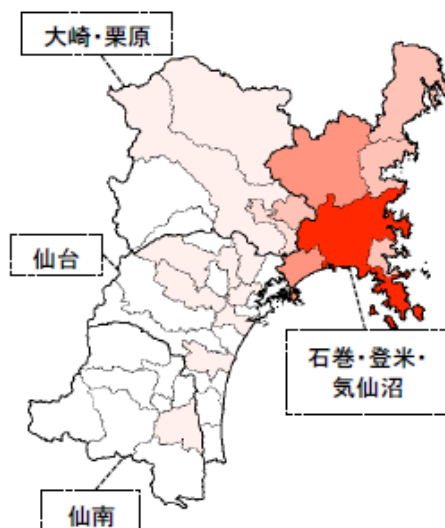 大崎・栗原
仙台
石巻・登米・
気仙沼
仙南